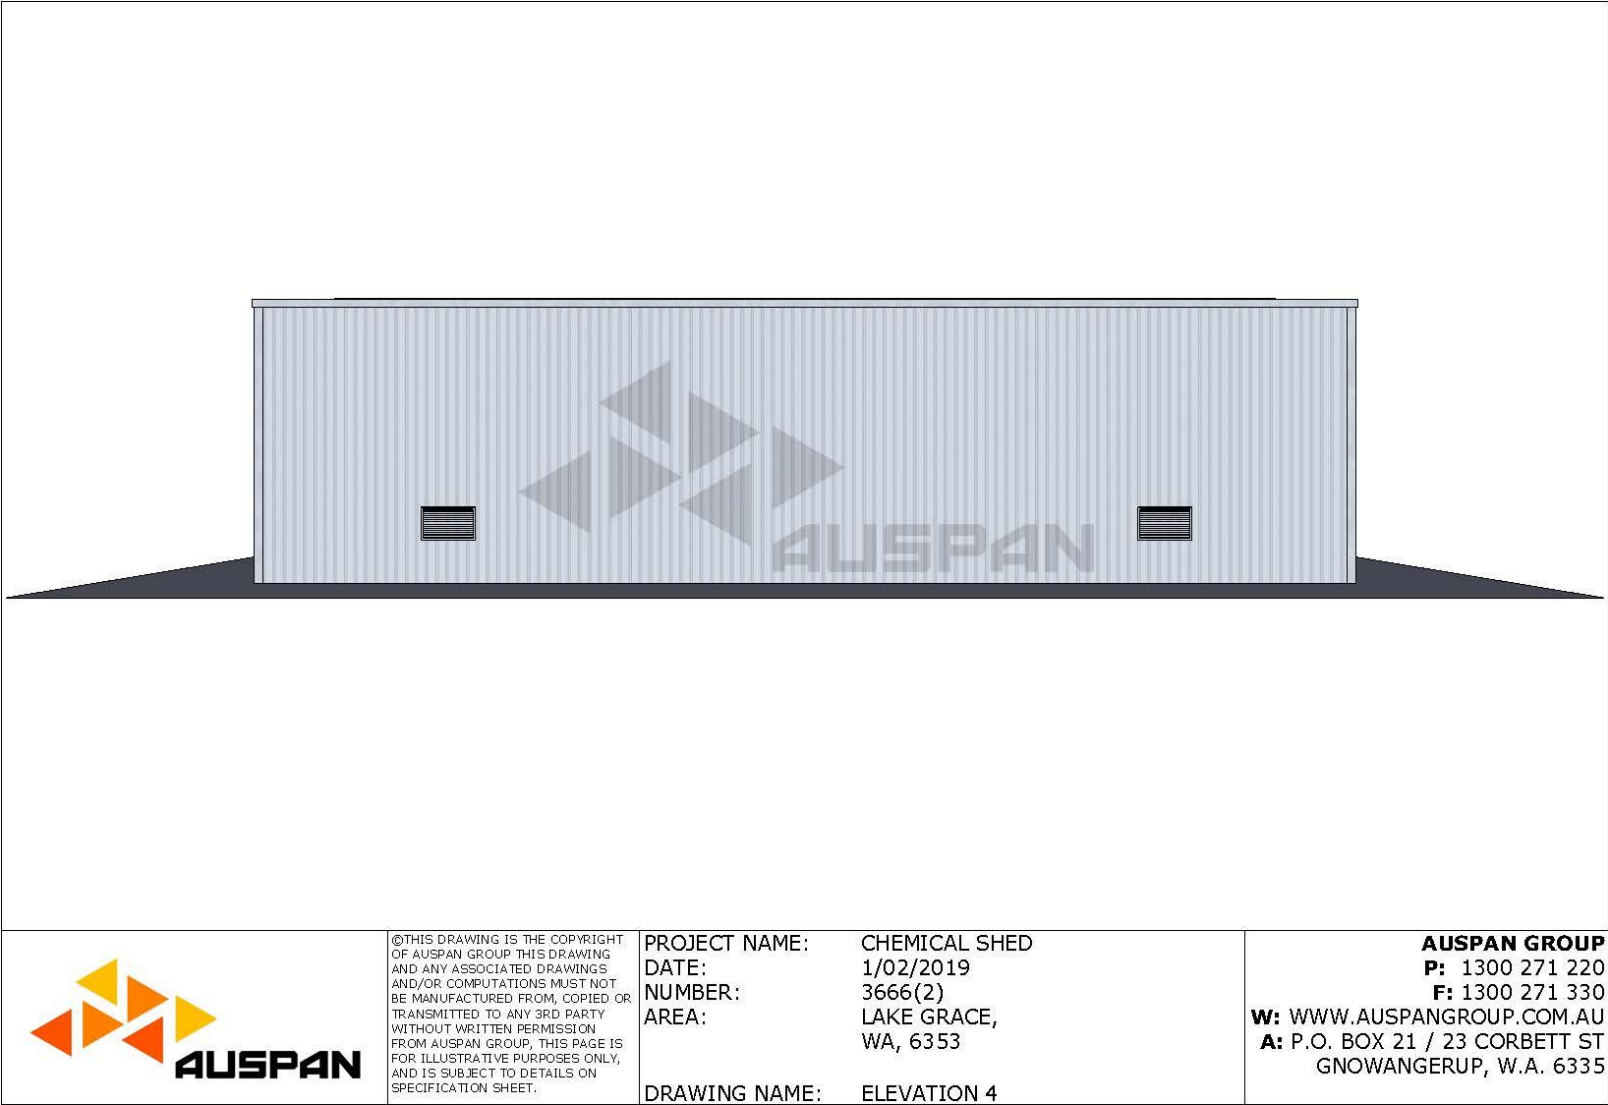 AUSPAN
AUSPAN
©THIS DRAWING IS THE COPYRIGHT
OF AUSPAN GROUP THIS DRAWING
AND ANY ASSOCIATED DRAWINGS
AND/OR COMPUTATIONS MUST NOT
BE MANUFACTURED FROM, COPIED OR
TRANSMITTED TO ANY 3RD PARTY
WITHOUT WRITTEN PERMISSION
FROM AUSPAN GROUP, THIS PAGE IS
FOR ILLUSTRATIVE PURPOSES ONLY,
AND IS SUBJECT TO DETAILS ON
SPECIFICATION SHEET.
PROJECT NAME: CHEMICAL SHED
DATE: 1/02/2019
NUMBER: 3666(2)
AREA: LAKE GRACE,
WA, 6353
DRAWING NAME: ELEVATION 4
AUSPAN GROUP
P: 1300 271 220
F: 1300 271 330
W: WWW.AUSPANGROUP.COM.AU
A: P.O. BOX 21 / 23 CORBETT ST
GNOWANGERUP, W.A. 6335